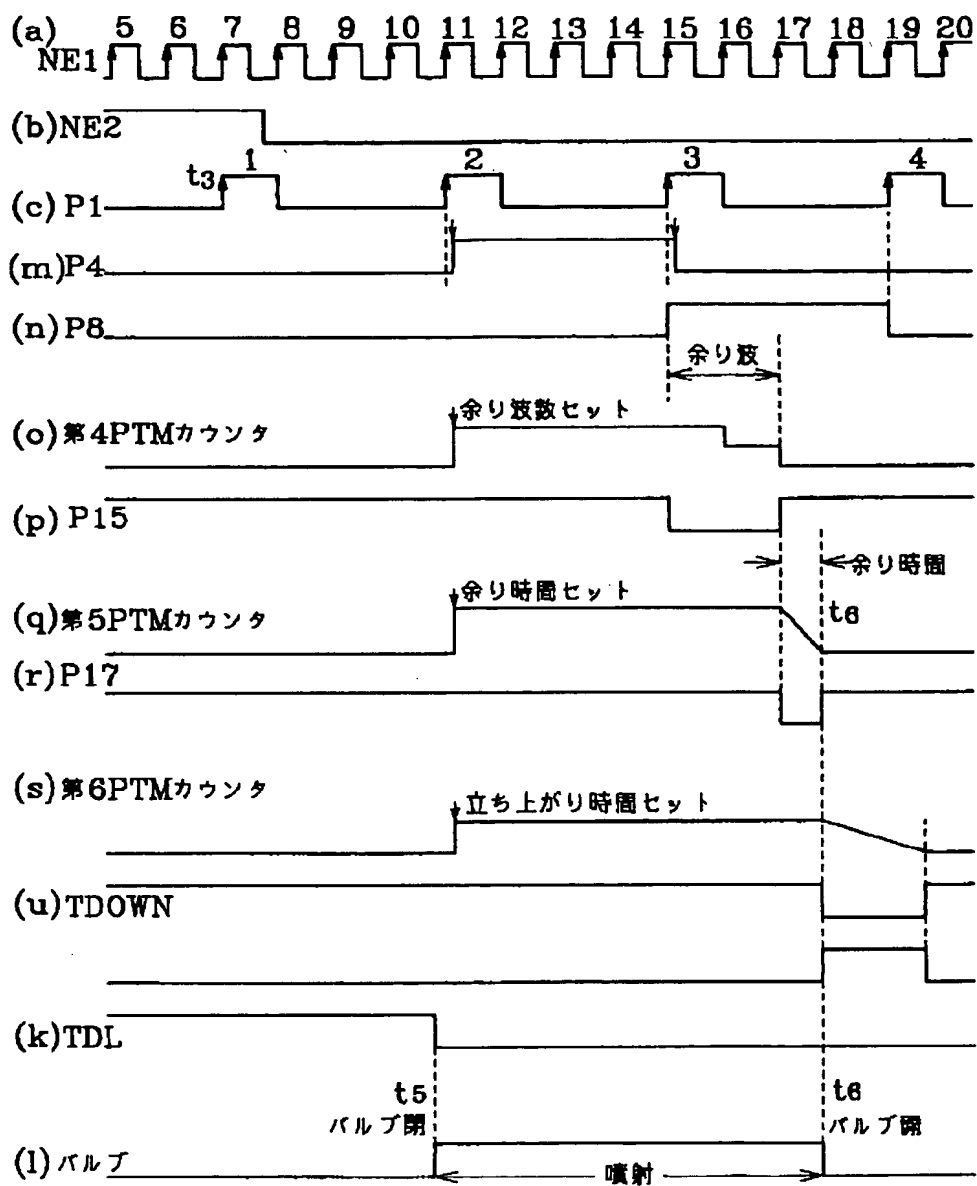 (a) 5 6 7 8 9 10 11 12 13 14 15 16 17 18 19 20
NE1
(b)NE2
t3 1 2 3 4
(c) P1
(m)P4
(n) P8
余り波
(o)第4PTMカウンタ 余り波数セット
(p) P15
余り時間
(q)第5PTMカウンタ 余り時間セット t6
(r)P17
(s)第6PTMカウンタ 立ち上がり時間セット
(u)TDOWN
(k)TDL
t5 t6
バルブ閉 バルブ開
(l)バルブ 噴射